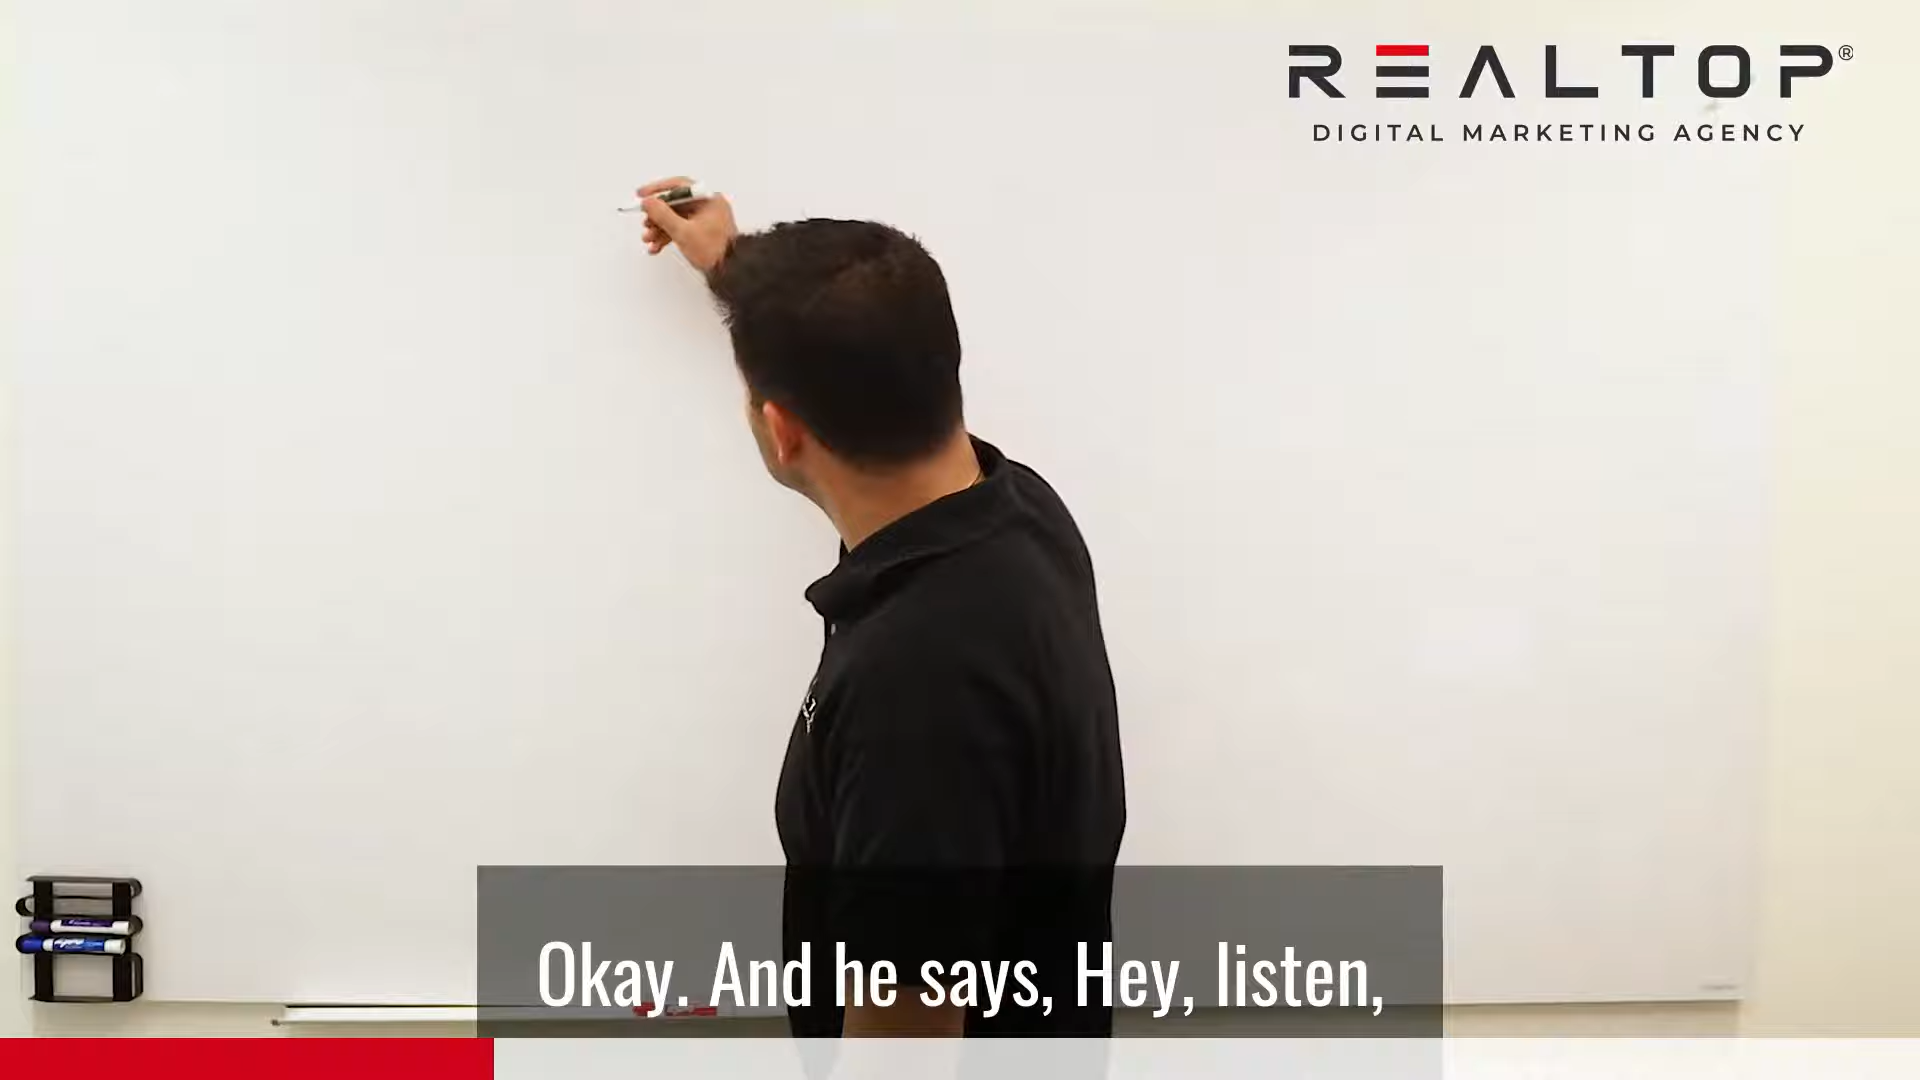 REALTOP®
DIGITAL MARKETING AGENCY
Okay. And he says, Hey, listen,